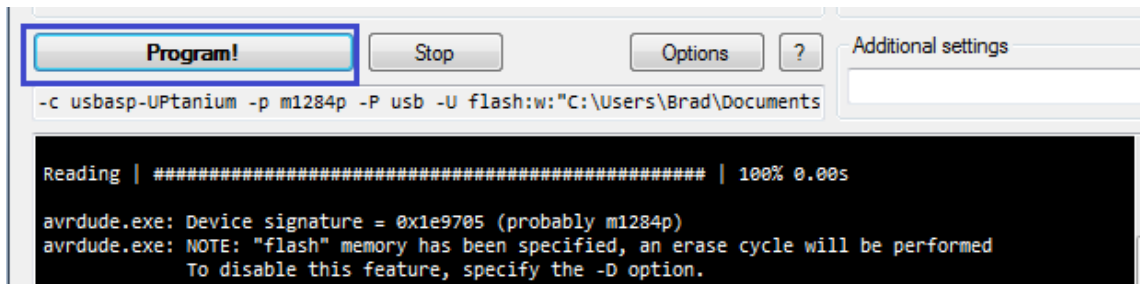 Program! Stop Options ? Additional settings
-c usbasp-UPtanium -p m1284p -P usb -U flash:w:"C:\Users\Brad\Documents
Reading | ################################################## | 100% 0.00s
avrdude.exe: Device signature = 0x1e9705 (probably m1284p)
avrdude.exe: NOTE: "flash" memory has been specified, an erase cycle will be performed
To disable this feature, specify the -D option.